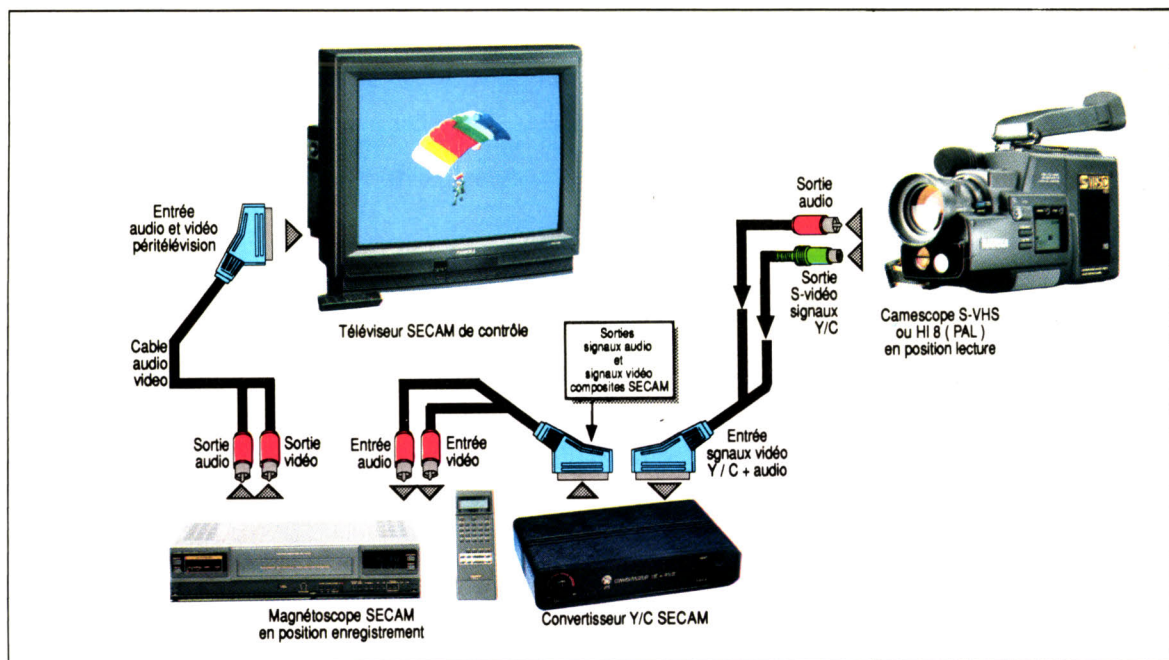 Entrée
audio et vidéo
péritélévision
Téléviseur SECAM de contrôle
Cable
audio
video
Sortie
audio
Sortie
vidéo
Entrée
audio
Entrée
vidéo
Sorties
signaux audio
et
signaux vidéo
composites SECAM
Sortie
audio
Sortie
S-vidéo
signaux
Y/C
Camescope S-VHS
ou HI 8 ( PAL )
en position lecture
Entrée
sgnaux vidéo
Y / C + audio
Magnétoscope SECAM
en position enregistrement
Convertisseur Y/C SECAM